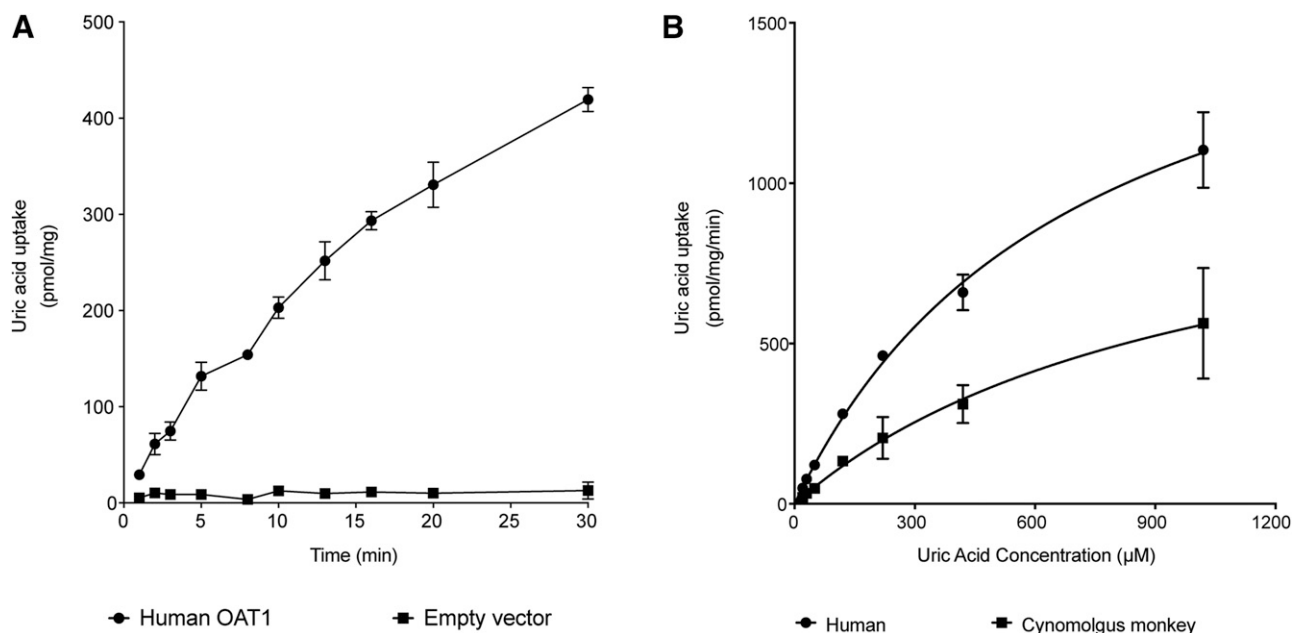 A
500
400
300
200
100
0
Uric acid uptake
(pmol/mg)
0 5 10 15 20 25 30
Time (min)
Human OAT1 Empty vector
B
1500
1000
500
0
Uric acid uptake
(pmol/mg/min)
0 300 600 900 1200
Uric Acid Concentration (µM)
Human Cynomolgus monkey